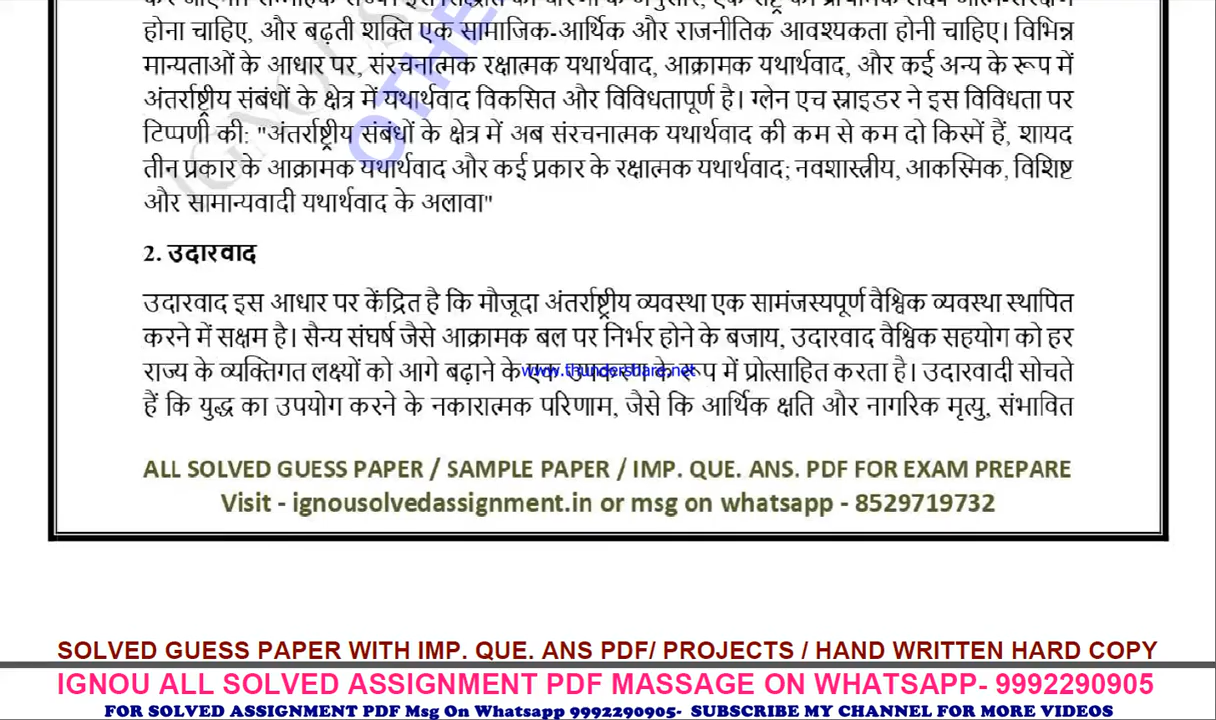 होना चाहिए, और बढ़ती शक्ति एक सामाजिक-आर्थिक और राजनीतिक आवश्यकता होनी चाहिए। विभिन्न
मान्यताओं के आधार पर, संरचनात्मक रक्षात्मक यथार्थवाद, आक्रामक यथार्थवाद, और कई अन्य के रूप में
अंतर्राष्ट्रीय संबंधों के क्षेत्र में यथार्थवाद विकसित और विविधतापूर्ण है। ग्लेन एच स्नाइडर ने इस विविधता पर
टिप्पणी की: "अंतर्राष्ट्रीय संबंधों के क्षेत्र में अब संरचनात्मक यथार्थवाद की कम से कम दो किस्में हैं, शायद
तीन प्रकार के आक्रामक यथार्थवाद और कई प्रकार के रक्षात्मक यथार्थवाद; नवशास्त्रीय, आकस्मिक, विशिष्ट
और सामान्यवादी यथार्थवाद के अलावा"
2. उदारवाद
उदारवाद इस आधार पर केंद्रित है कि मौजूदा अंतर्राष्ट्रीय व्यवस्था एक सामंजस्यपूर्ण वैश्विक व्यवस्था स्थापित
करने में सक्षम है। सैन्य संघर्ष जैसे आक्रामक बल पर निर्भर होने के बजाय, उदारवाद वैश्विक सहयोग को हर
राज्य के व्यक्तिगत लक्ष्यों को आगे बढ़ाने के एक के रूप में प्रोत्साहित करता है। उदारवादी सोचते
www.thundershare.net
हैं कि युद्ध का उपयोग करने के नकारात्मक परिणाम, जैसे कि आर्थिक क्षति और नागरिक मृत्यु, संभावित
ALL SOLVED GUESS PAPER / SAMPLE PAPER / IMP. QUE. ANS. PDF FOR EXAM PREPARE
Visit - ignousolvedassignment.in or msg on whatsapp - 8529719732
SOLVED GUESS PAPER WITH IMP. QUE. ANS PDF/ PROJECTS / HAND WRITTEN HARD COPY
IGNOU ALL SOLVED ASSIGNMENT PDF MASSAGE ON WHATSAPP- 9992290905
FOR SOLVED ASSIGNMENT PDF Msg On Whatsapp 9992290905- SUBSCRIBE MY CHANNEL FOR MORE VIDEOS